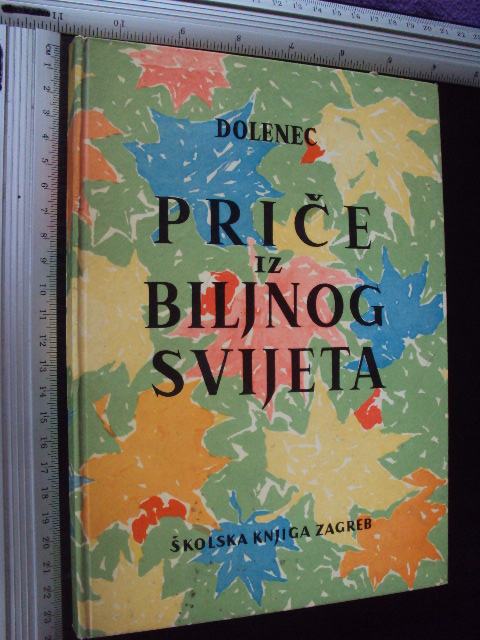 DOLENEC
PRIČE
IZ
BILJNOG
SVIJETA
ŠKOLSKA KNJIGA ZAGREB